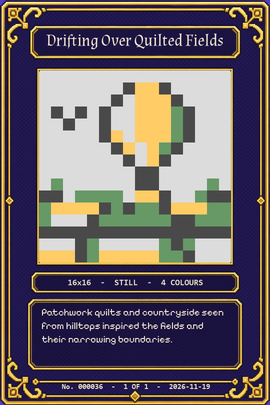 Drifting Over Quilted Fields
16x16 - STILL - 4 COLOURS
Patchwork quilts and countryside seen
from hilltops inspired the fields and
their narrowing boundaries.
No. 000036 - 1 OF 1 - 2026-11-19